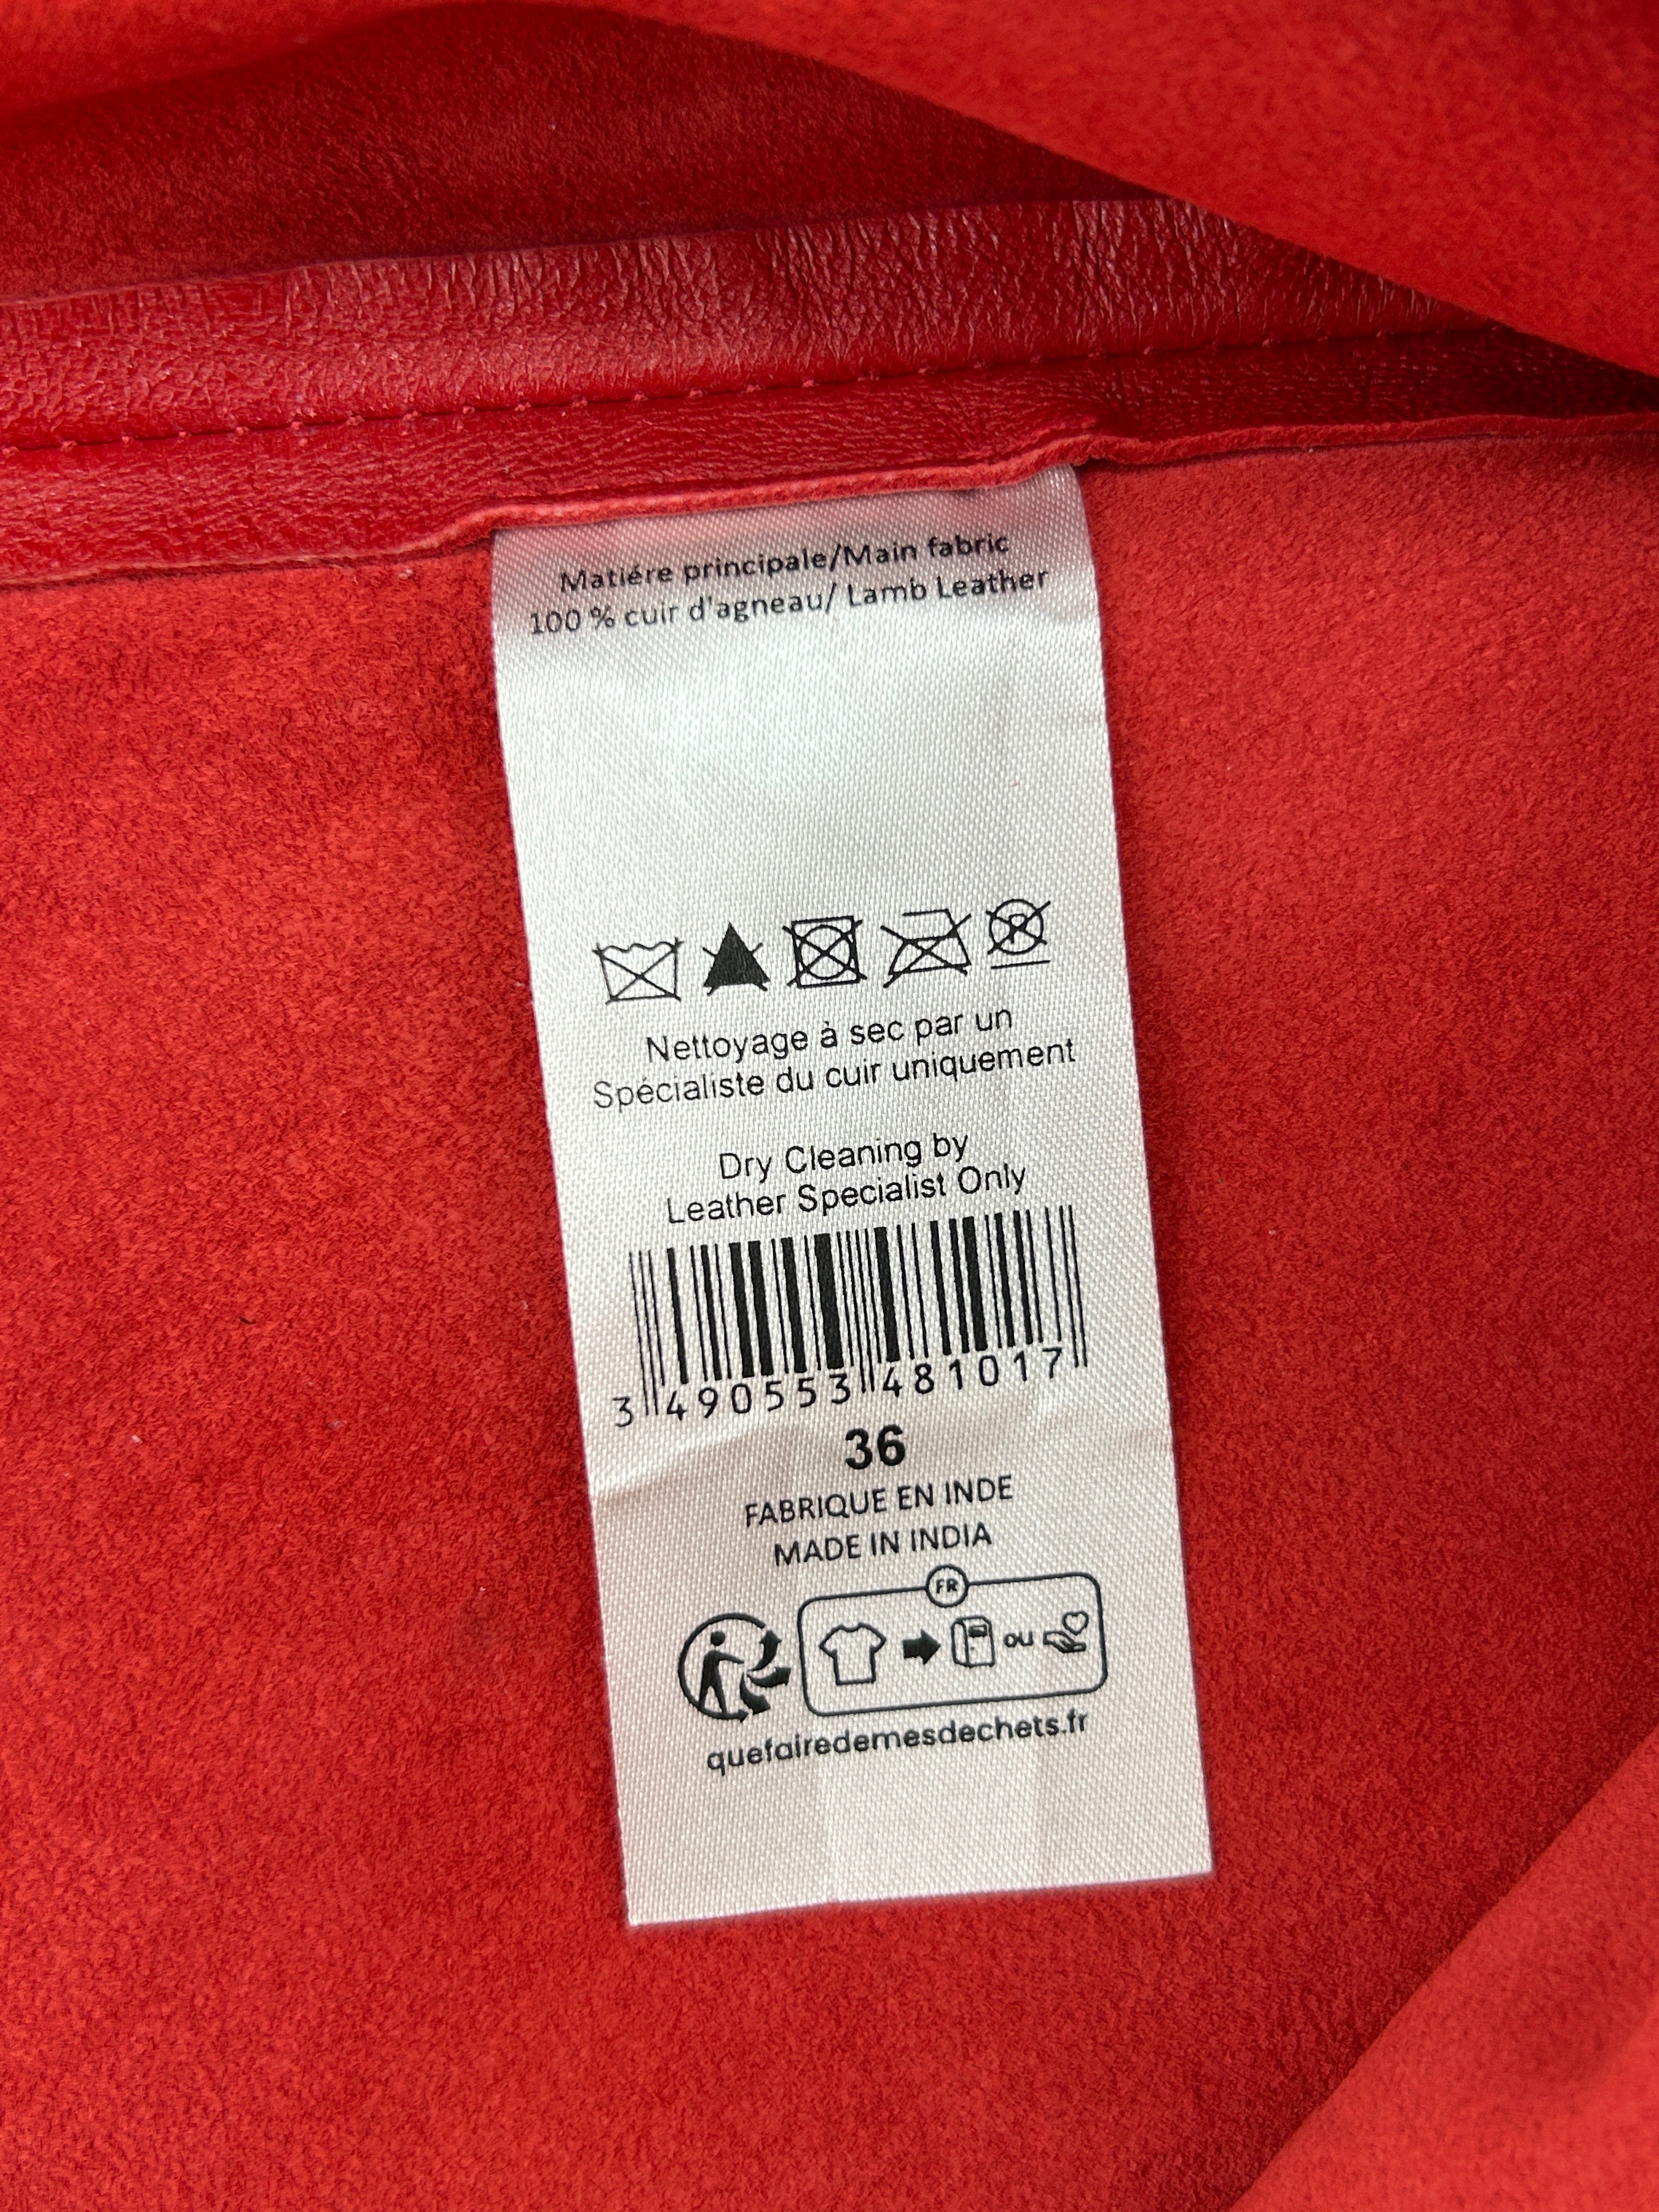 Matiére principale/Main fabric
100 % cuir d'agneau/ Lamb Leather
P
Nettoyage à sec par un
Spécialiste du cuir uniquement
Dry Cleaning by
Leather Specialist Only
3 490553 481017
36
FABRIQUE EN INDE
MADE IN INDIA
FR
ou
quefairedemesdechets.fr